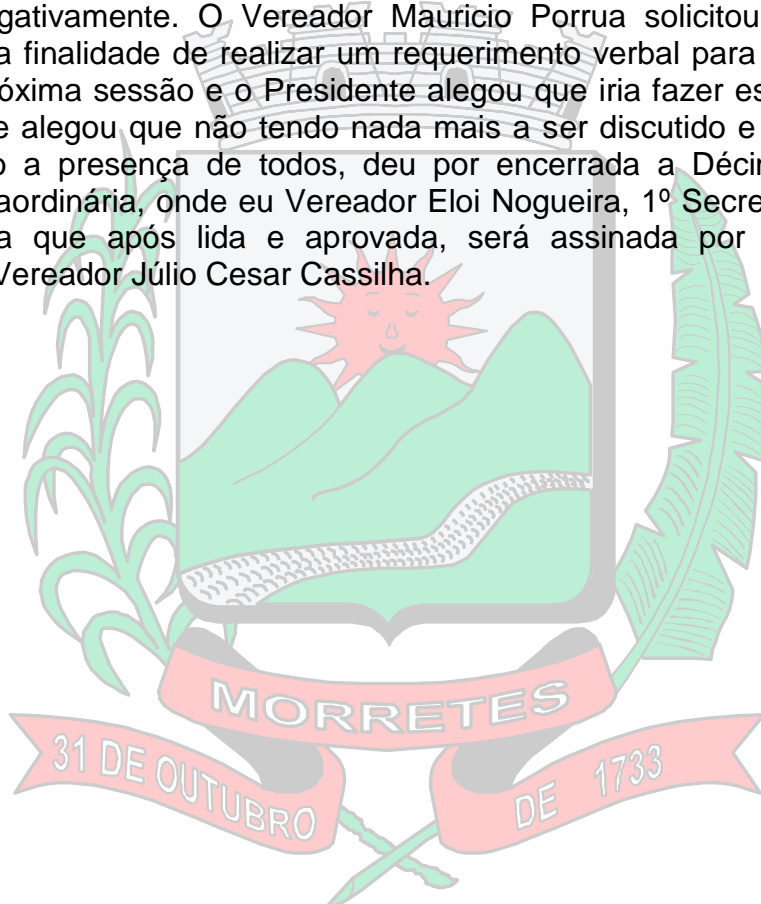 gativamente. O Vereador Mauricio Porrua solicitou
a finalidade de realizar um requerimento verbal para
óxima sessão e o Presidente alegou que iria fazer es
e alegou que não tendo nada mais a ser discutido e
o a presença de todos, deu por encerrada a Décir
aordinária, onde eu Vereador Eloi Nogueira, 1º Secre
a que após lida e aprovada, será assinada por
Vereador Júlio Cesar Cassilha.
MORRETES
31 DE OUTUBRO DE 1733